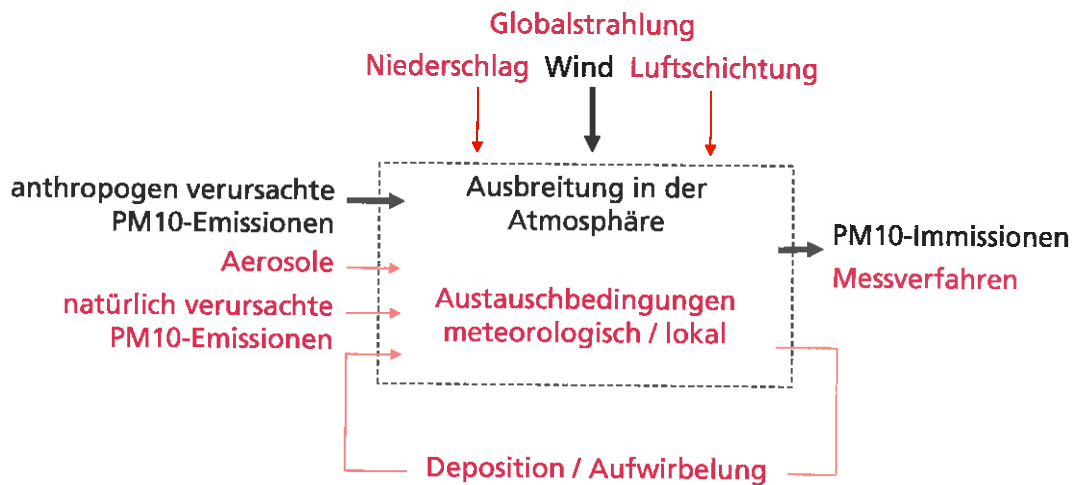 Globalstrahlung
Niederschlag Wind Luftschichtung
anthropogen verursachte
PM10-Emissionen
Aerosole
natürlich verursachte
PM10-Emissionen
Ausbreitung in der
Atmosphäre
Austauschbedingungen
meteorologisch / lokal
PM10-Immissionen
Messverfahren
Deposition / Aufwirbelung